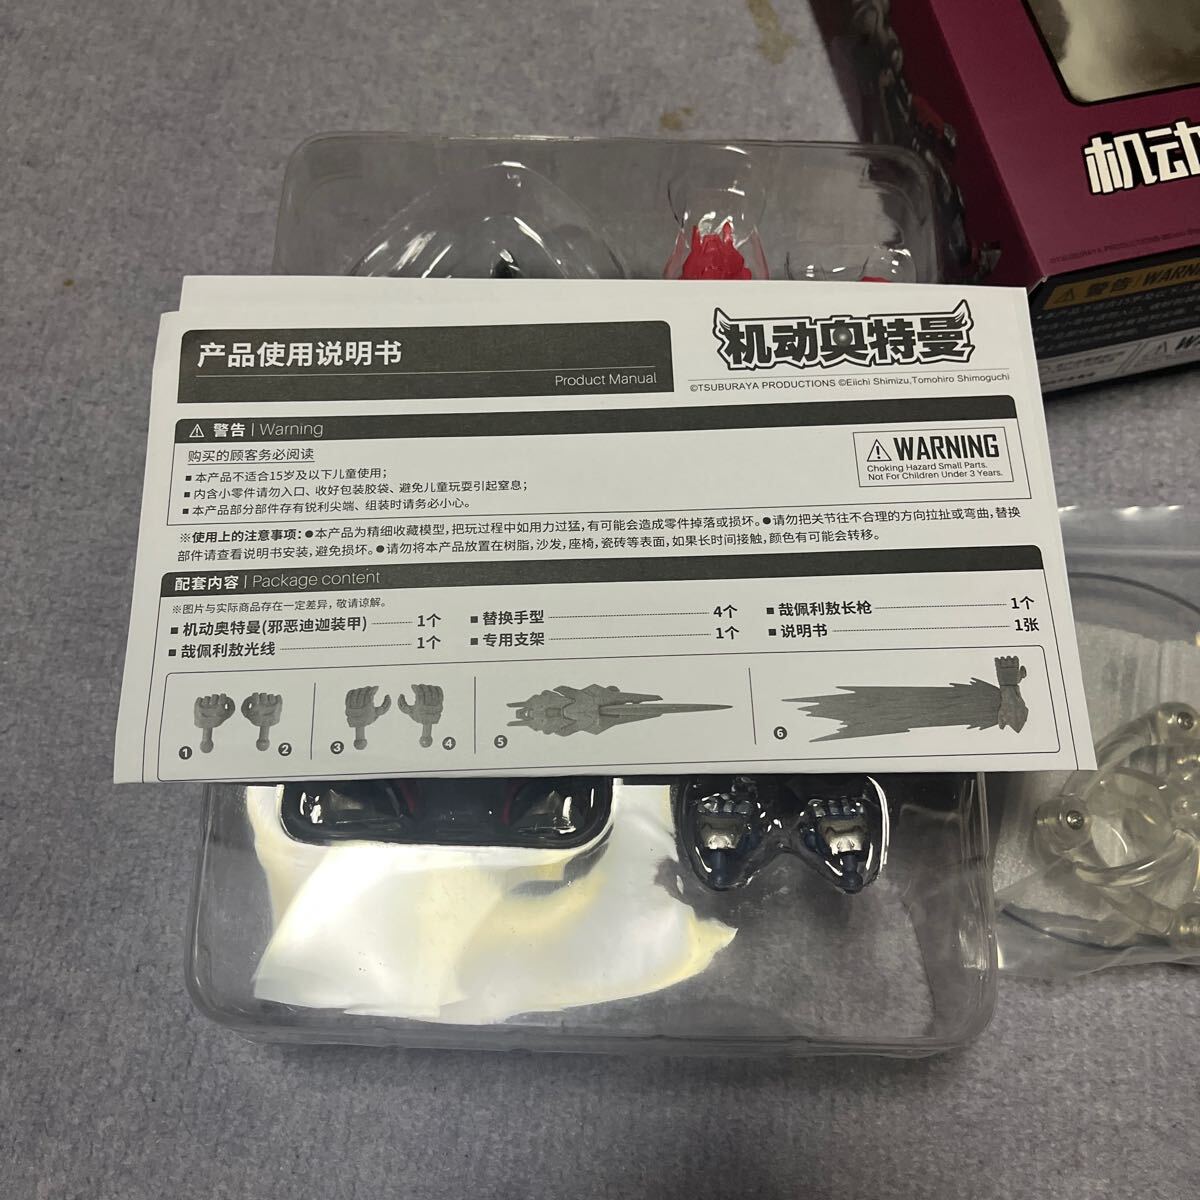 机动
©TSUBURAYA PRODUCTIONS
警告/WARN
产品使用说明书
Product Manual
机动奥特曼
©TSUBURAYA PRODUCTIONS ©Eiichi Shimizu,Tomohiro Shimoguchi
警告 | Warning
购买的顾客务必阅读
■ 本产品不适合15岁及以下儿童使用；
■ 内含小零件请勿入口、收好包装胶袋、避免儿童玩耍引起窒息；
■ 本产品部分部件存有锐利尖端、组装时请务必小心。
WARNING
Choking Hazard Small Parts.
Not For Children Under 3 Years.
※使用上的注意事项：●本产品为精细收藏模型，把玩过程中如用力过猛，有可能会造成零件掉落或损坏。●请勿把关节往不合理的方向拉扯或弯曲，替换
部件请查看说明书安装，避免损坏。●请勿将本产品放置在树脂，沙发，座椅，瓷砖等表面，如果长时间接触，颜色有可能会转移。
配套内容 | Package content
※图片与实际商品存在一定差异，敬请谅解。
■ 机动奥特曼(邪恶迪迦装甲) 1个
■ 哉佩利敖光线 1个
■ 替换手型 4个
■ 专用支架 1个
■ 哉佩利敖长枪 1个
■ 说明书 1张
1 2 3 4 5 6